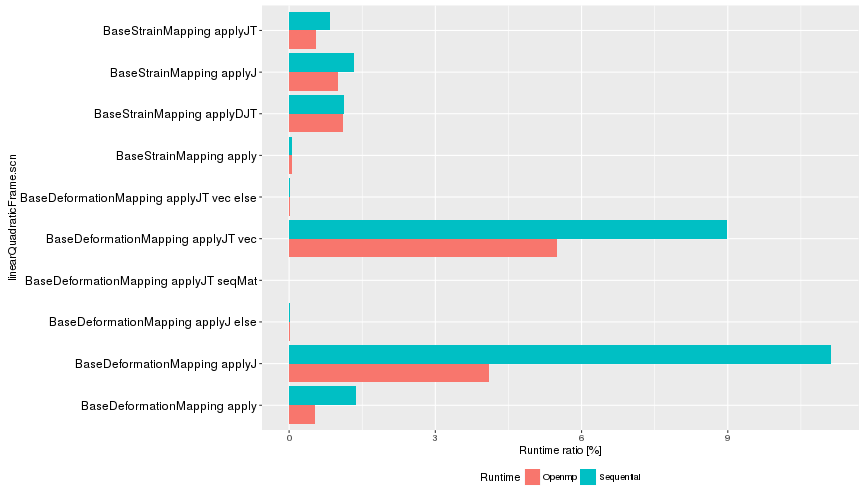 linearQuadraticFrame.scn
BaseStrainMapping applyJT
BaseStrainMapping applyJ
BaseStrainMapping applyDJT
BaseStrainMapping apply
BaseDeformationMapping applyJT vec else
BaseDeformationMapping applyJT vec
BaseDeformationMapping applyJT seqMat
BaseDeformationMapping applyJ else
BaseDeformationMapping applyJ
BaseDeformationMapping apply
0 3 6 9
Runtime ratio [%]
Runtime Openmp Sequential